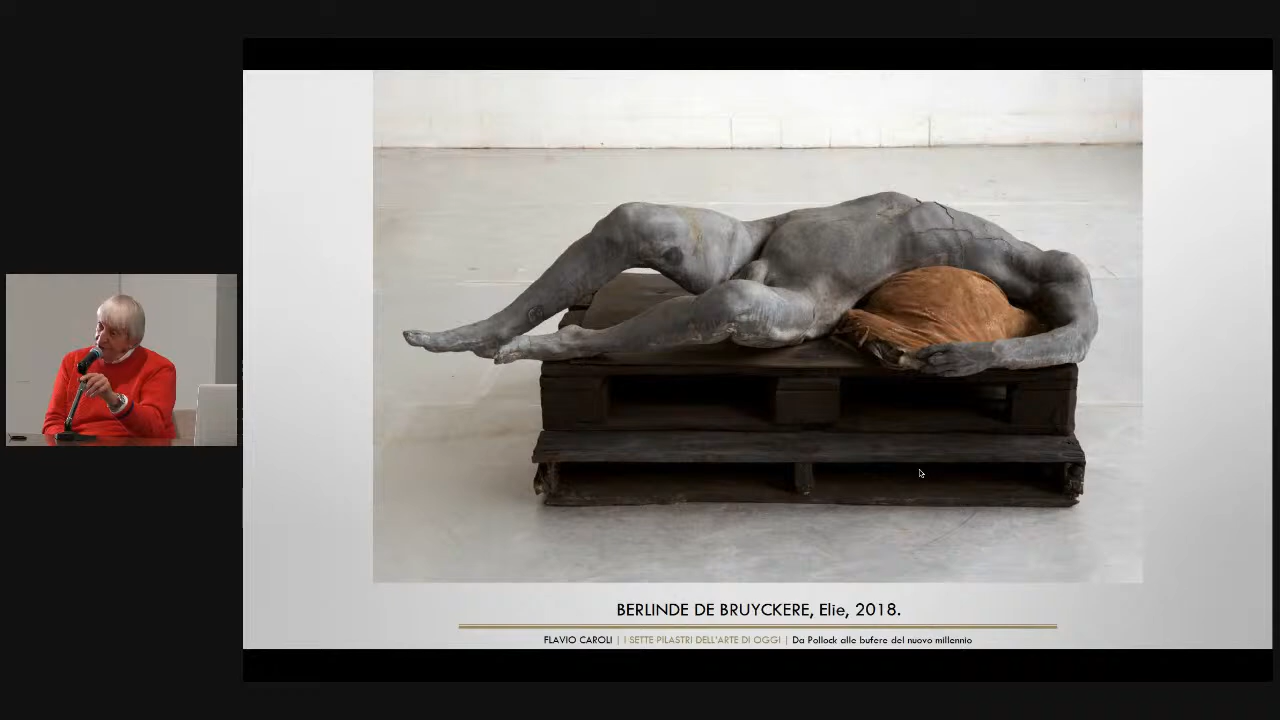 BERLINDE DE BRUYCKERE, Elie, 2018.
FLAVIO CAROLI | I SETTE PILASTRI DELL'ARTE DI OGGI | Da Pollock alle bufere del nuovo millennio